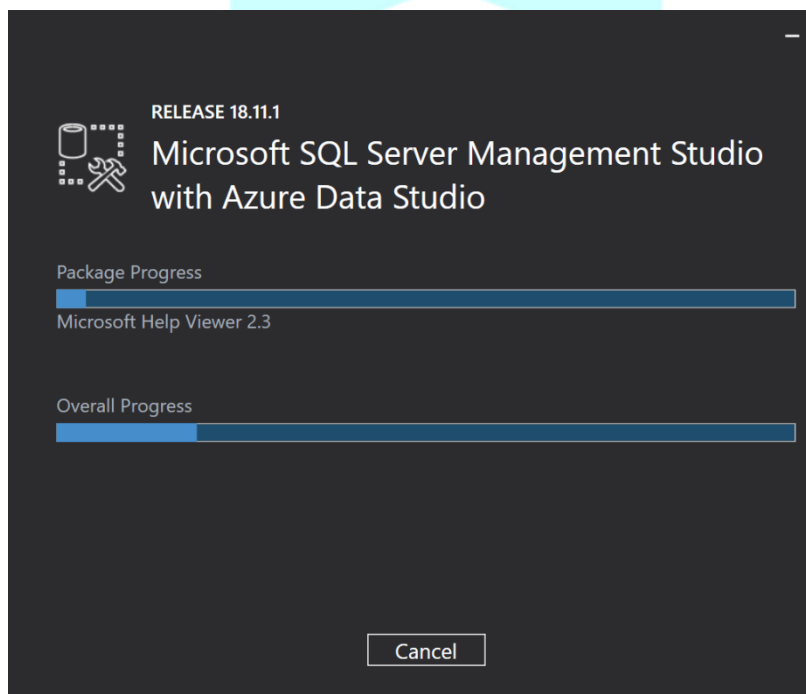 RELEASE 18.11.1
Microsoft SQL Server Management Studio
with Azure Data Studio
Package Progress
Microsoft Help Viewer 2.3
Overall Progress
Cancel